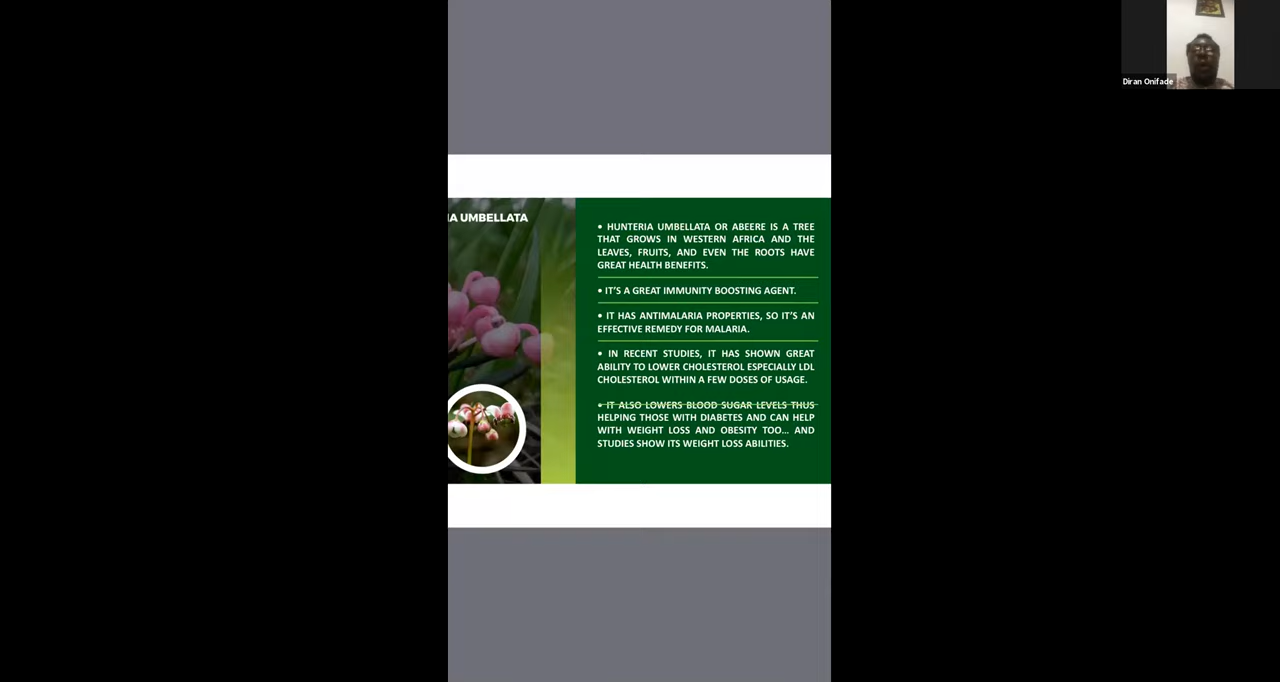 IA UMBELLATA
• HUNTERIA UMBELLATA OR ABEERE IS A TREE
THAT GROWS IN WESTERN AFRICA AND THE
LEAVES, FRUITS, AND EVEN THE ROOTS HAVE
GREAT HEALTH BENEFITS.
• IT'S A GREAT IMMUNITY BOOSTING AGENT.
• IT HAS ANTIMALARIA PROPERTIES, SO IT'S AN
EFFECTIVE REMEDY FOR MALARIA.
• IN RECENT STUDIES, IT HAS SHOWN GREAT
ABILITY TO LOWER CHOLESTEROL ESPECIALLY LDL
CHOLESTEROL WITHIN A FEW DOSES OF USAGE.
• IT ALSO LOWERS BLOOD SUGAR LEVELS THUS
HELPING THOSE WITH DIABETES AND CAN HELP
WITH WEIGHT LOSS AND OBESITY TOO... AND
STUDIES SHOW ITS WEIGHT LOSS ABILITIES.
Diran Onifade